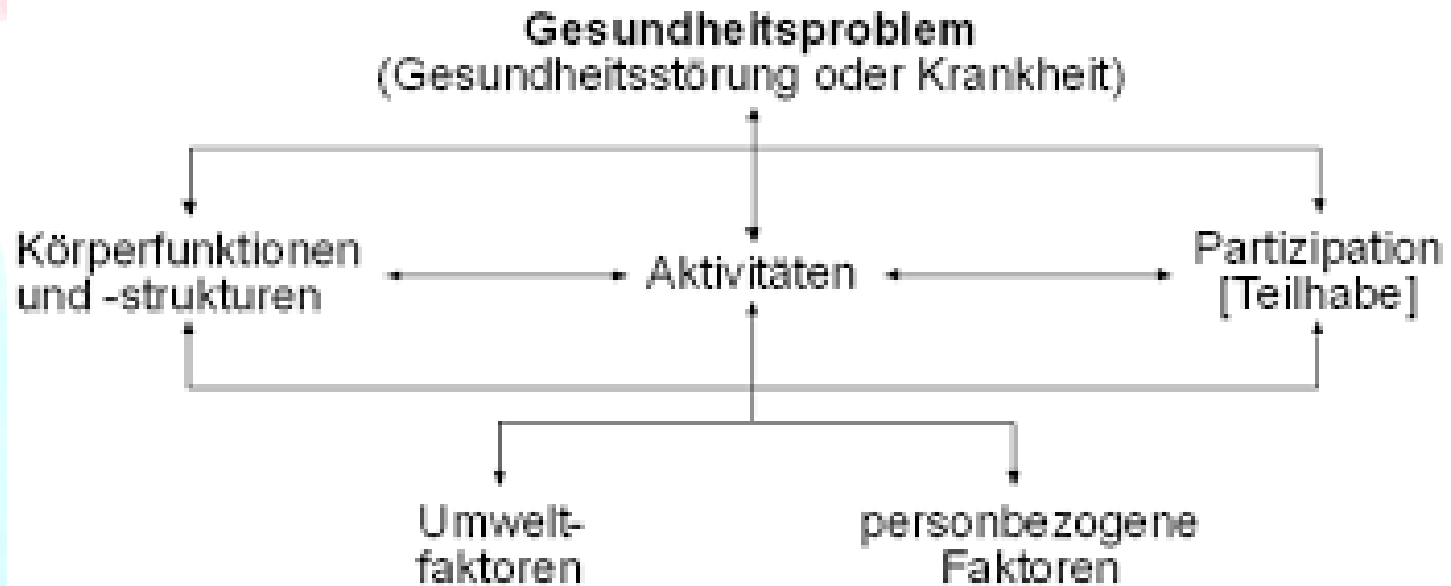 Gesundheitsproblem
(Gesundheitsstörung oder Krankheit)
Körperfunktionen
und -strukturen
Aktivitäten
Partizipation
[Teilhabe]
Umwelt-
faktoren
personbezogene
Faktoren